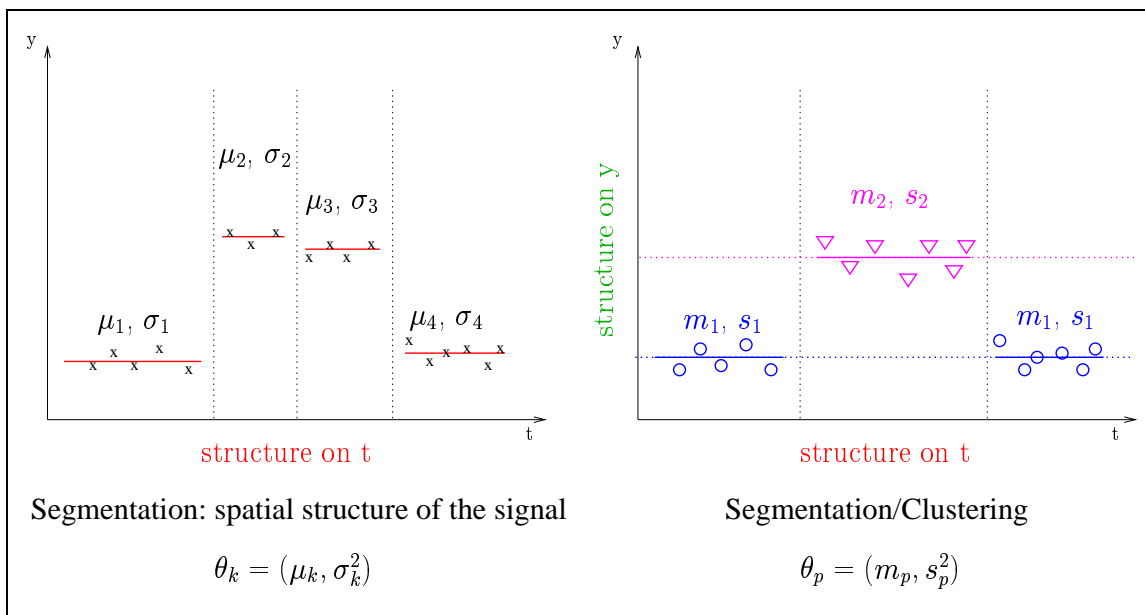 y
μ₂, σ₂
μ₃, σ₃
μ₁, σ₁
μ₄, σ₄
x x x
x x x x
x x x x x
x x x x x x
t
structure on t
Segmentation: spatial structure of the signal
θₖ = (μₖ, σₖ²)
y
structure on y
m₂, s₂
m₁, s₁
m₁, s₁
t
structure on t
Segmentation/Clustering
θₚ = (mₚ, sₚ²)